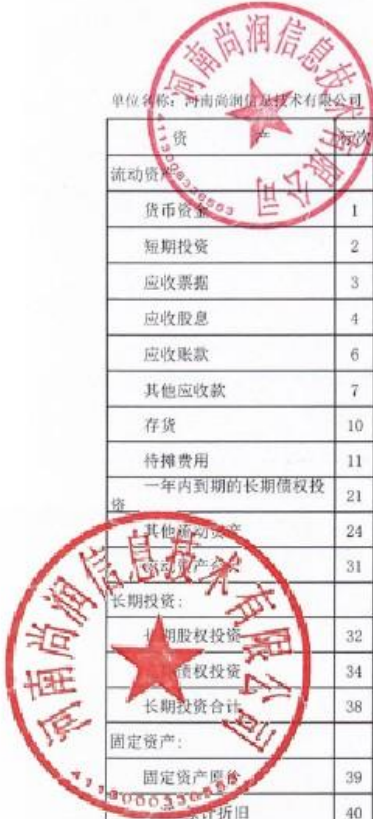 单位名称：河南尚润信息技术有限公司
资 产 行次
流动资产：
货币资金 1
短期投资 2
应收票据 3
应收股息 4
应收账款 6
其他应收款 7
存货 10
待摊费用 11
一年内到期的长期债权投资 21
其他流动资产 24
流动资产合计 31
长期投资：
长期股权投资 32
长期债权投资 34
长期投资合计 38
固定资产：
固定资产原价 39
累计折旧 40
河南尚润信息技术有限公司
河南尚润信息技术有限公司